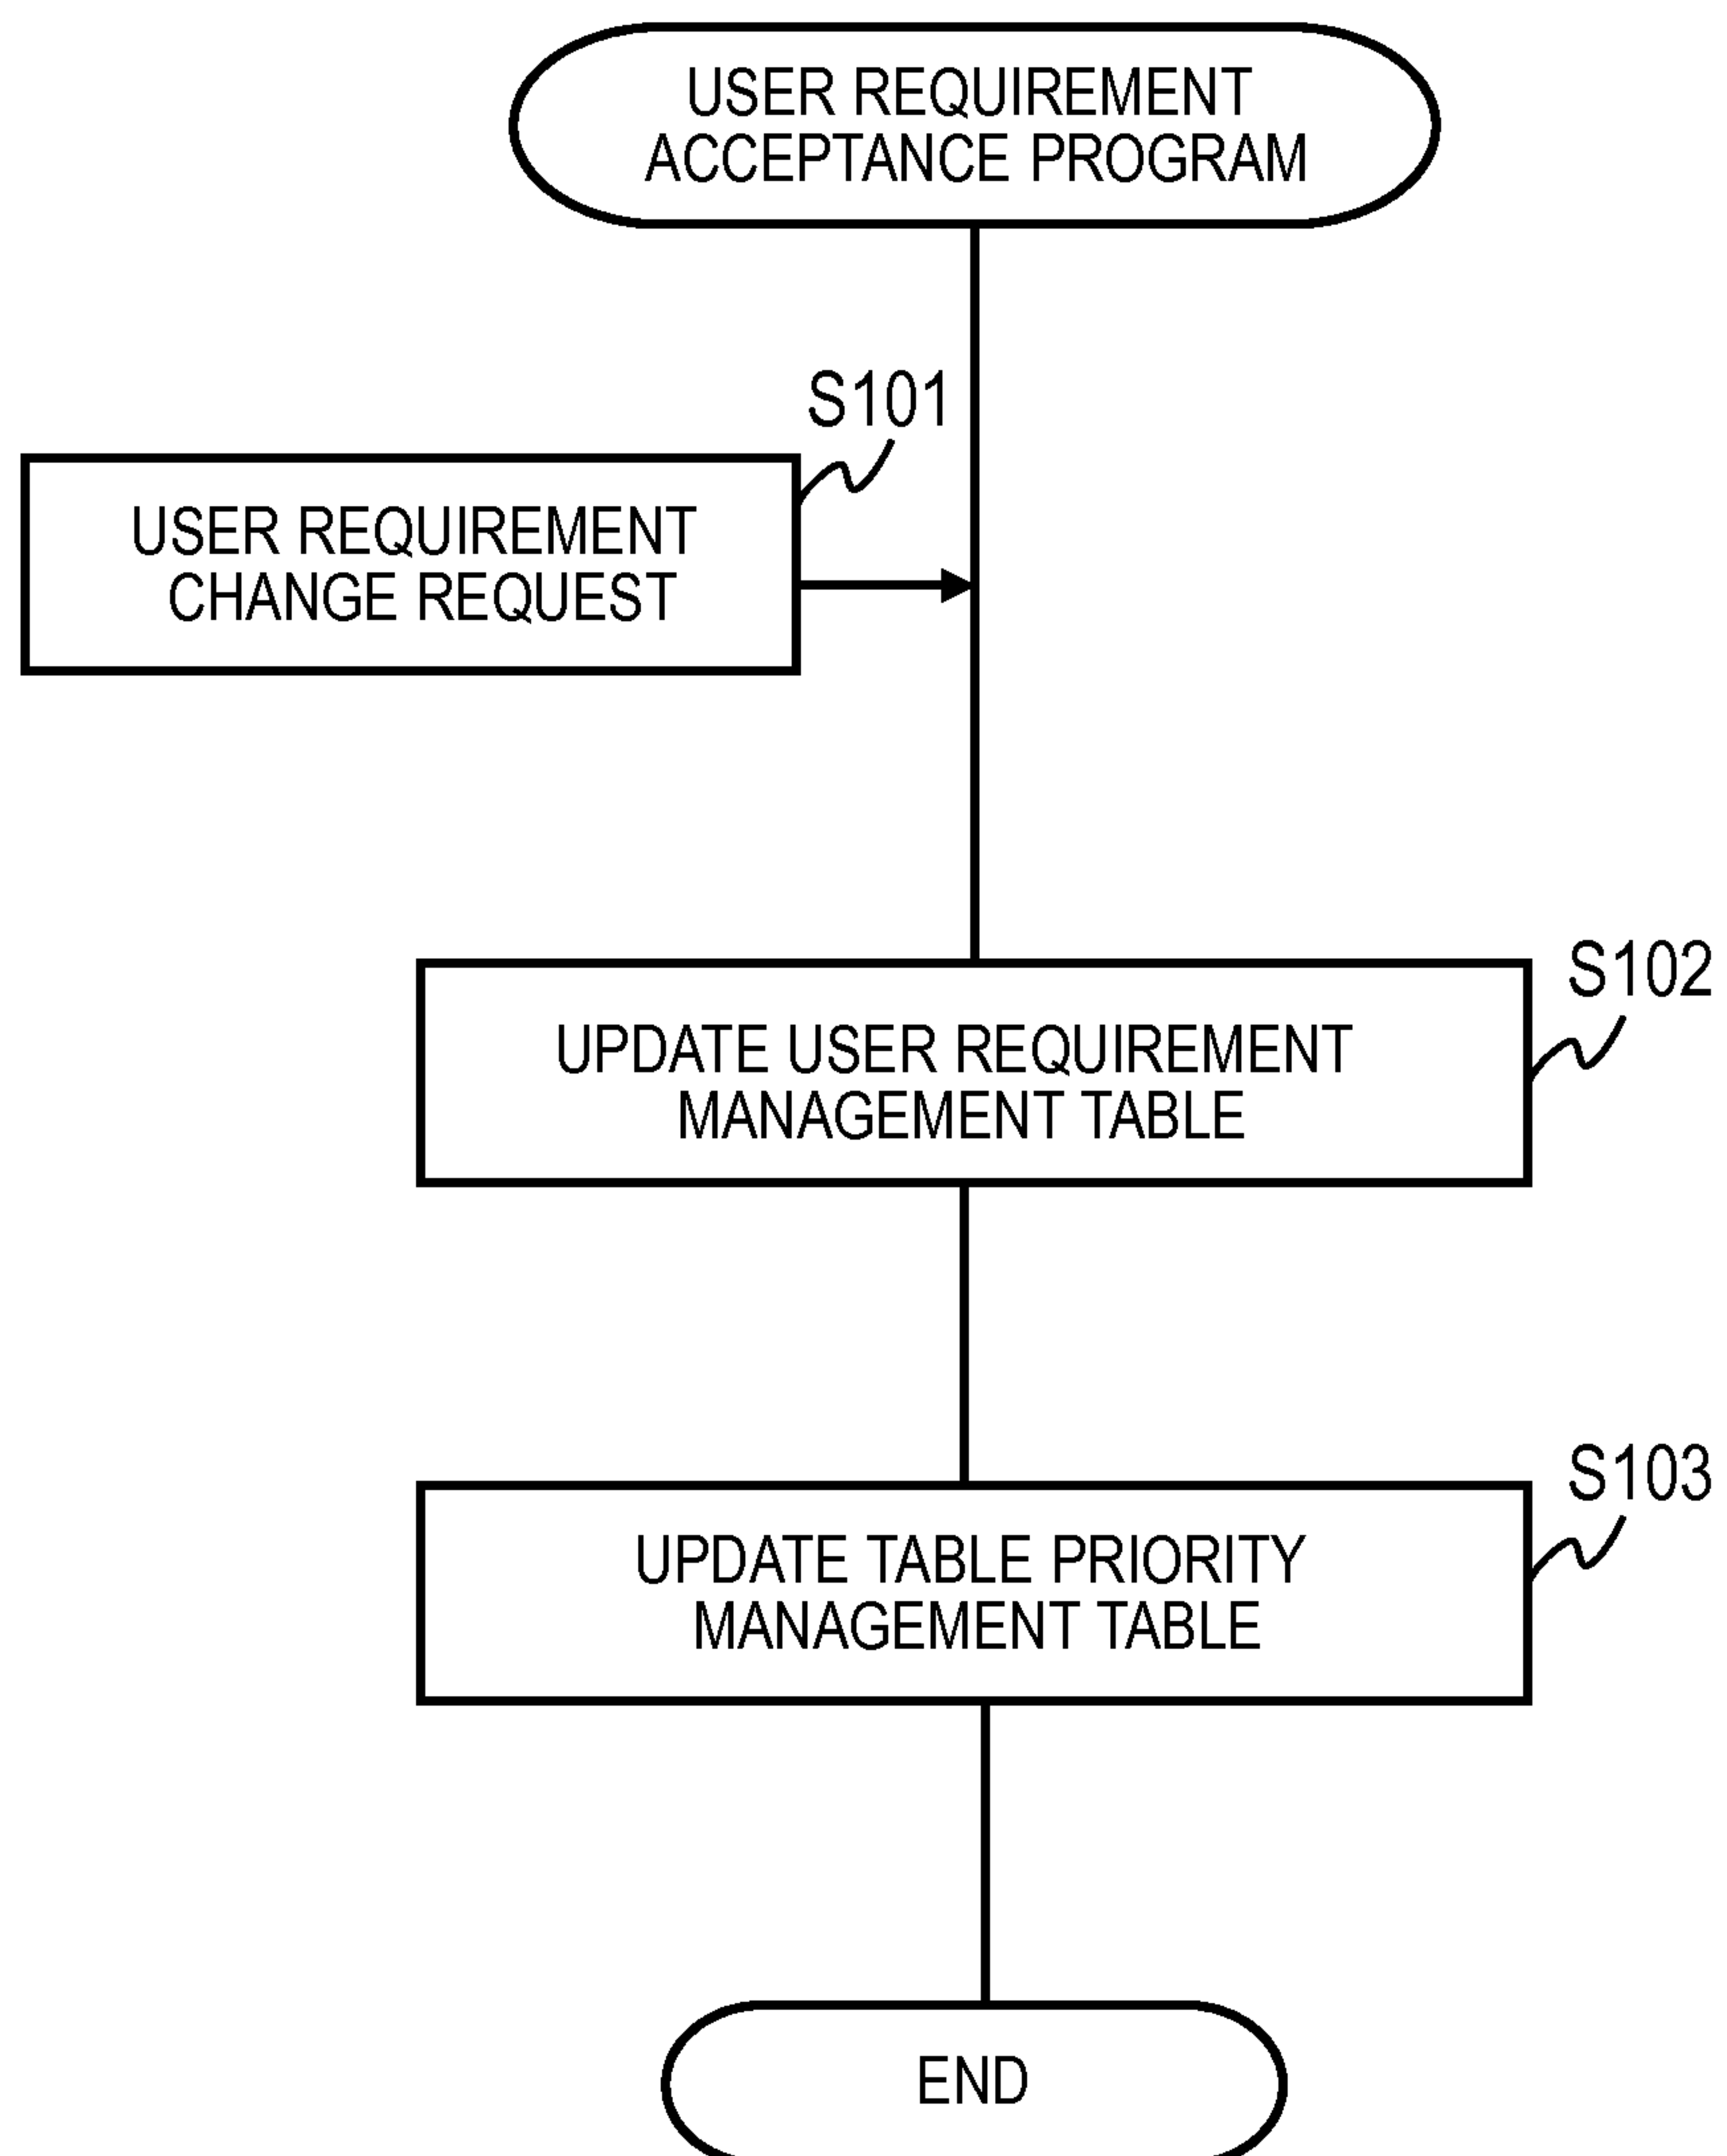 USER REQUIREMENT
ACCEPTANCE PROGRAM
S101
USER REQUIREMENT
CHANGE REQUEST
S102
UPDATE USER REQUIREMENT
MANAGEMENT TABLE
S103
UPDATE TABLE PRIORITY
MANAGEMENT TABLE
END